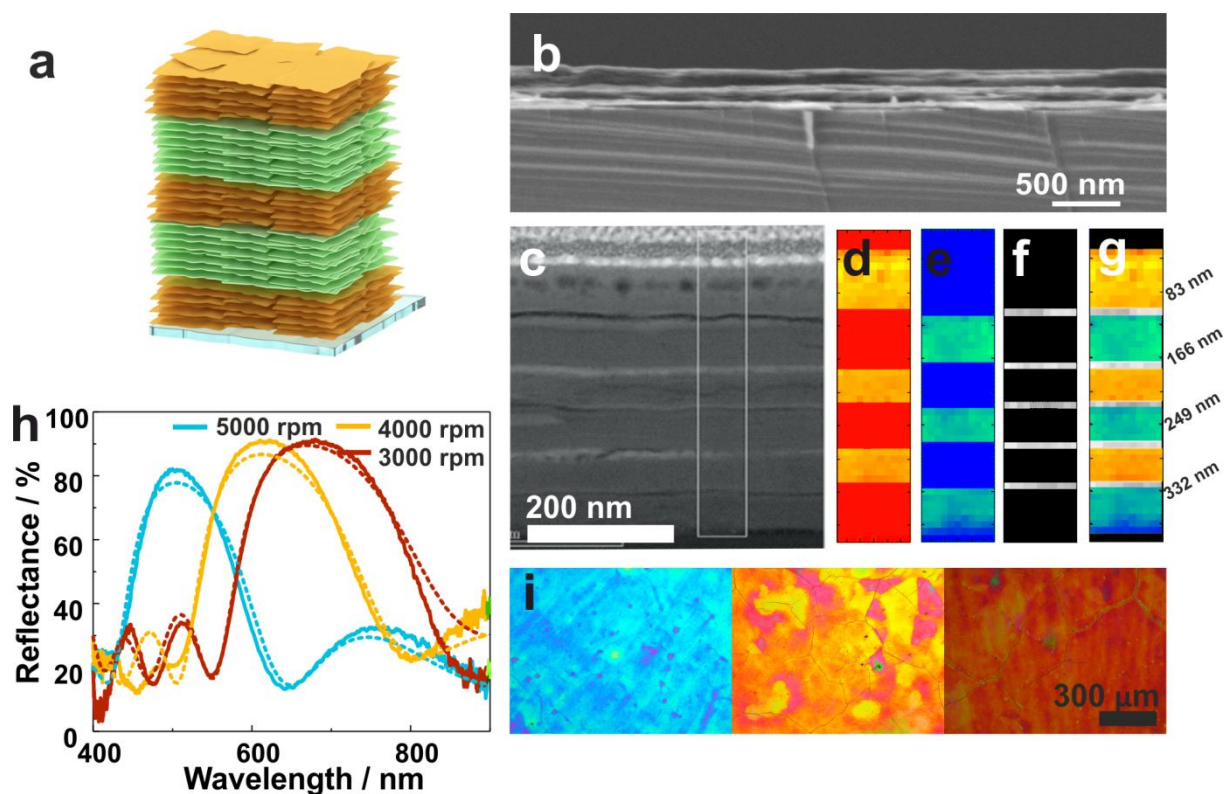 a
b
500 nm
c
200 nm
d
e
f
g
83 nm
166 nm
249 nm
332 nm
h
100
80
60
40
20
0
Reflectance / %
5000 rpm
4000 rpm
3000 rpm
400
600
800
Wavelength / nm
i
300 µm